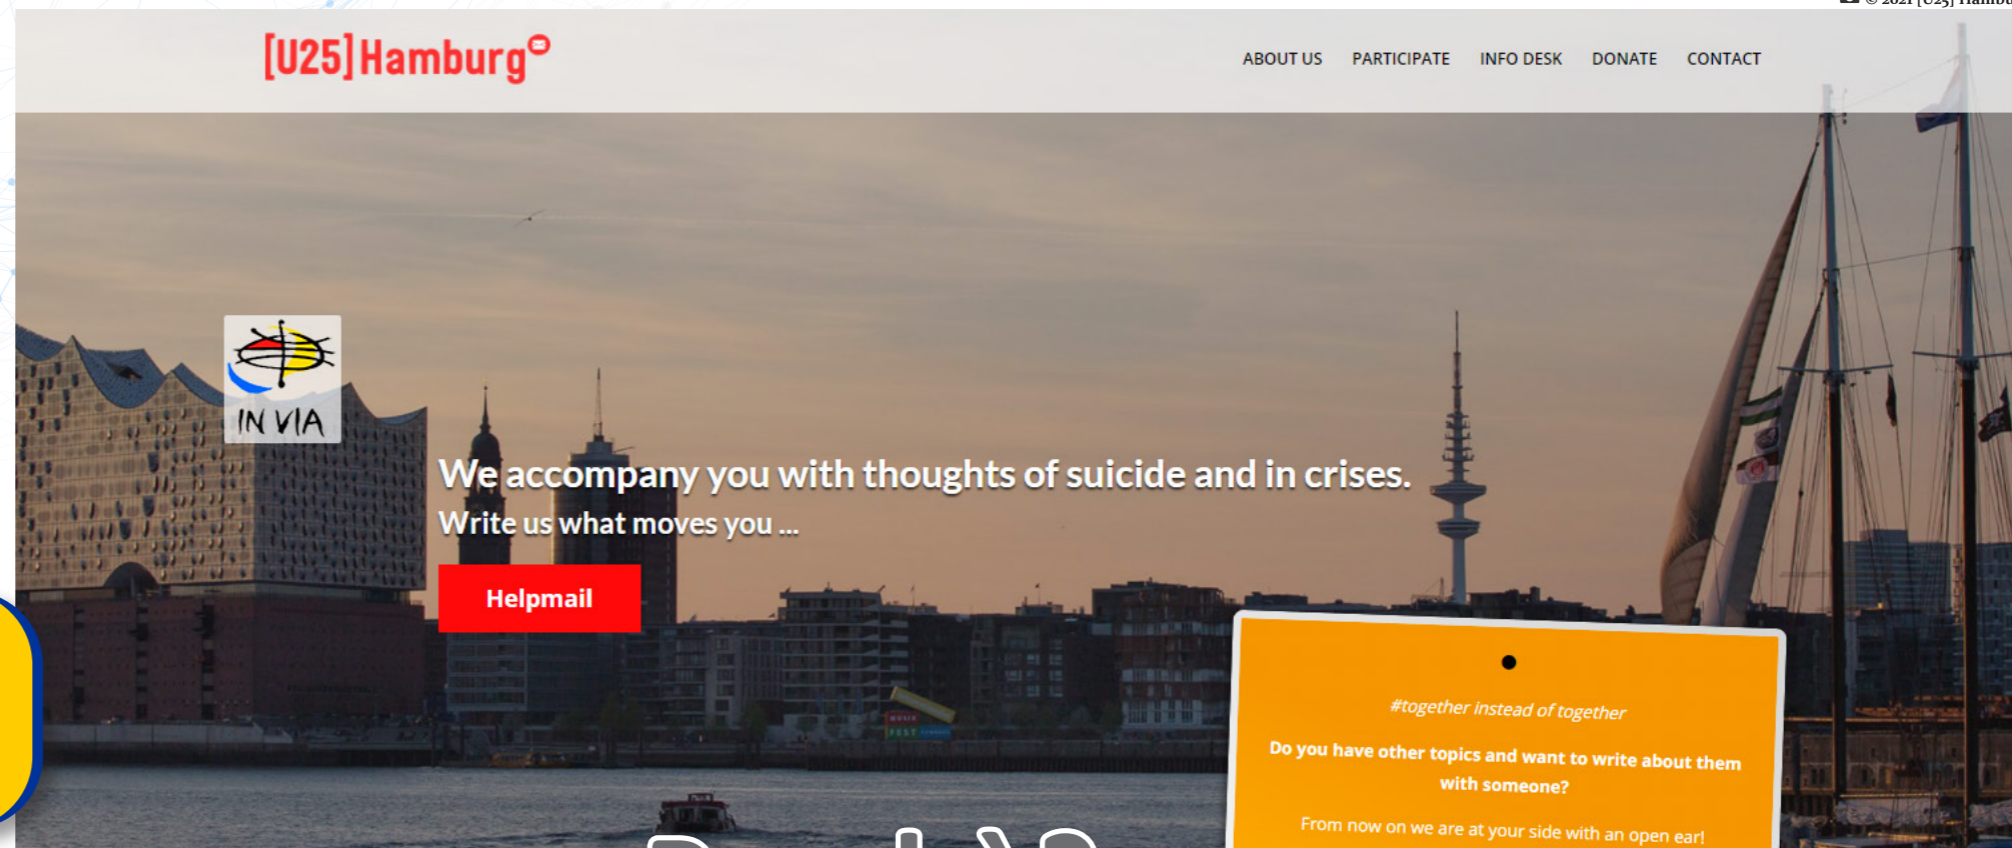 © 2021 [U25]
[U25] Hamburg
ABOUT US PARTICIPATE INFO DESK DONATE CONTACT
IN VIA
We accompany you with thoughts of suicide and in crises.
Write us what moves you ...
Helpmail
#together instead of together
Do you have other topics and want to write about them
with someone?
From now on we are at your side with an open ear!